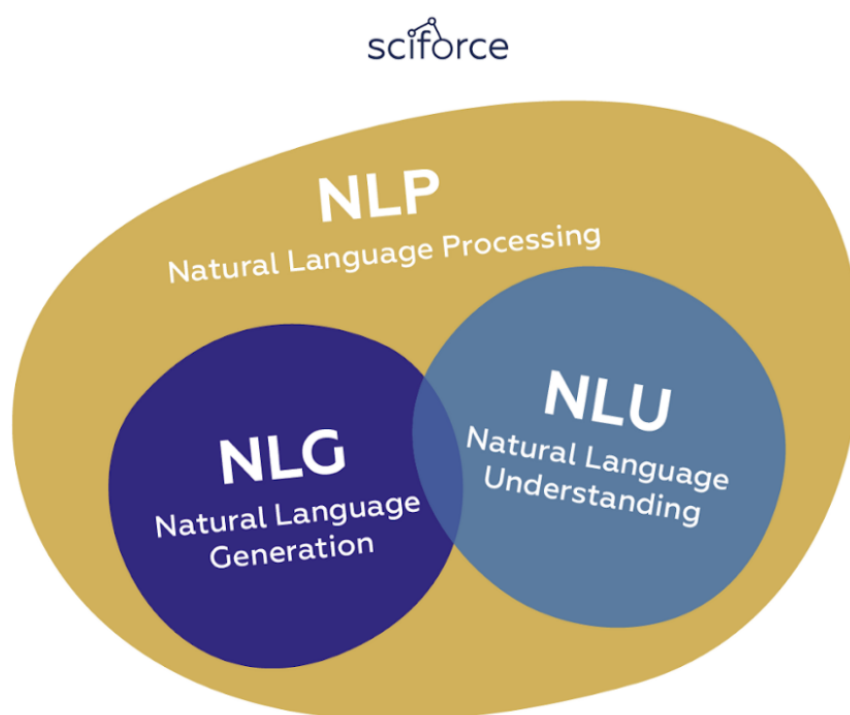 sciforce
NLP
Natural Language Processing
NLU
Natural Language
Understanding
NLG
Natural Language
Generation